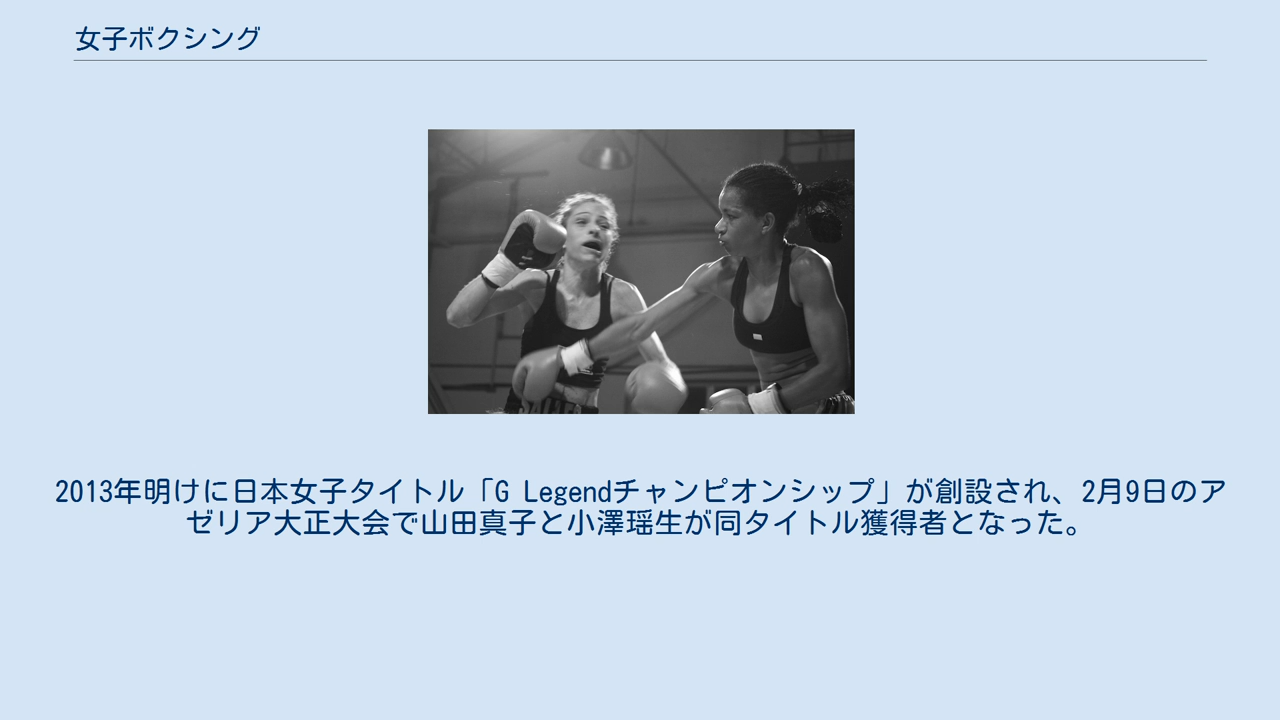 女子ボクシング
2013年明けに日本女子タイトル「G Legendチャンピオンシップ」が創設され、2月9日のア
ゼリア大正大会で山田真子と小澤瑶生が同タイトル獲得者となった。